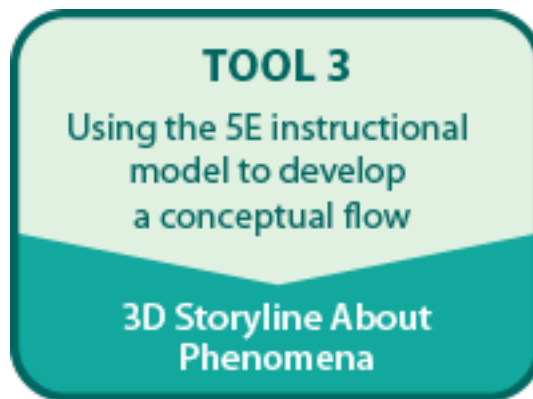 TOOL 3
Using the 5E instructional
model to develop
a conceptual flow
3D Storyline About
Phenomena